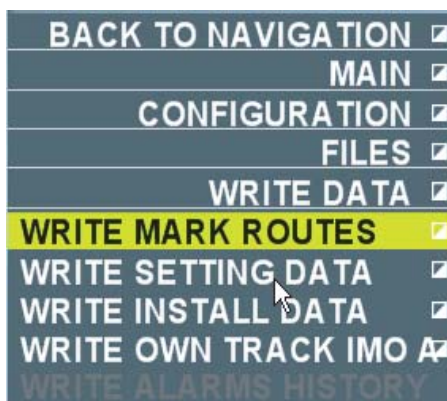 BACK TO NAVIGATION
MAIN
CONFIGURATION
FILES
WRITE DATA
WRITE MARK ROUTES
WRITE SETTING DATA
WRITE INSTALL DATA
WRITE OWN TRACK IMO A
WRITE ALARMS HISTORY